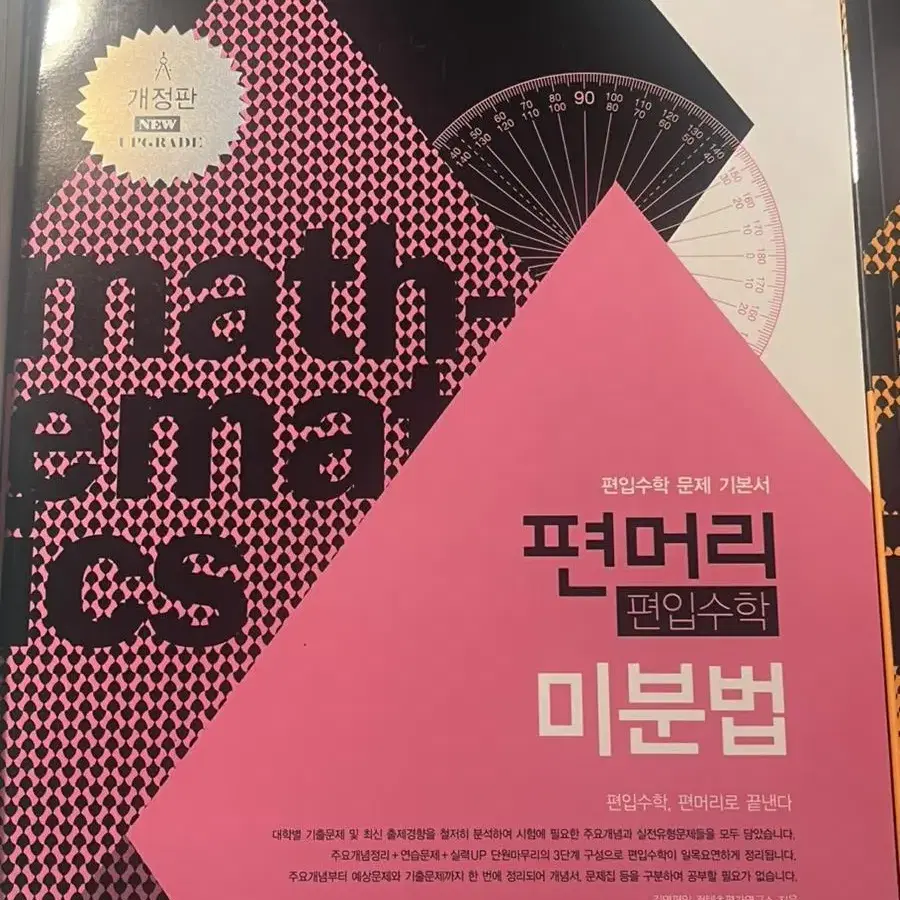 개정판
NEW
UPGRADE
math-
emat
ics
90
편입수학 문제 기본서
편머리
편입수학
미분법
편입수학, 편머리로 끝낸다
대학별 기출문제 및 최신 출제경향을 철저히 분석하여 시험에 필요한 주요개념과 실전유형문제들을 모두 담았습니다.
주요개념정리+연습문제+실력UP 단원마무리의 3단계 구성으로 편입수학이 일목요연하게 정리됩니다.
주요개념부터 예상문제와 기출문제까지 한 번에 정리되어 개념서, 문제집 등을 구분하여 공부할 필요가 없습니다.